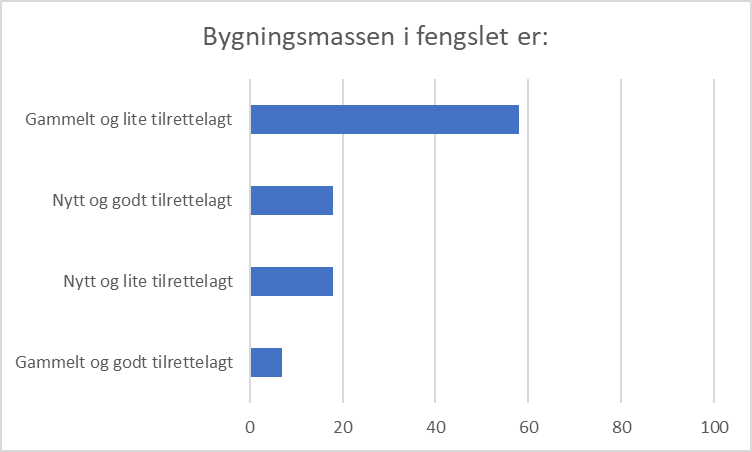 Bygningsmassen i fengslet er:
Gammelt og lite tilrettelagt
Nytt og godt tilrettelagt
Nytt og lite tilrettelagt
Gammelt og godt tilrettelagt
0 20 40 60 80 100